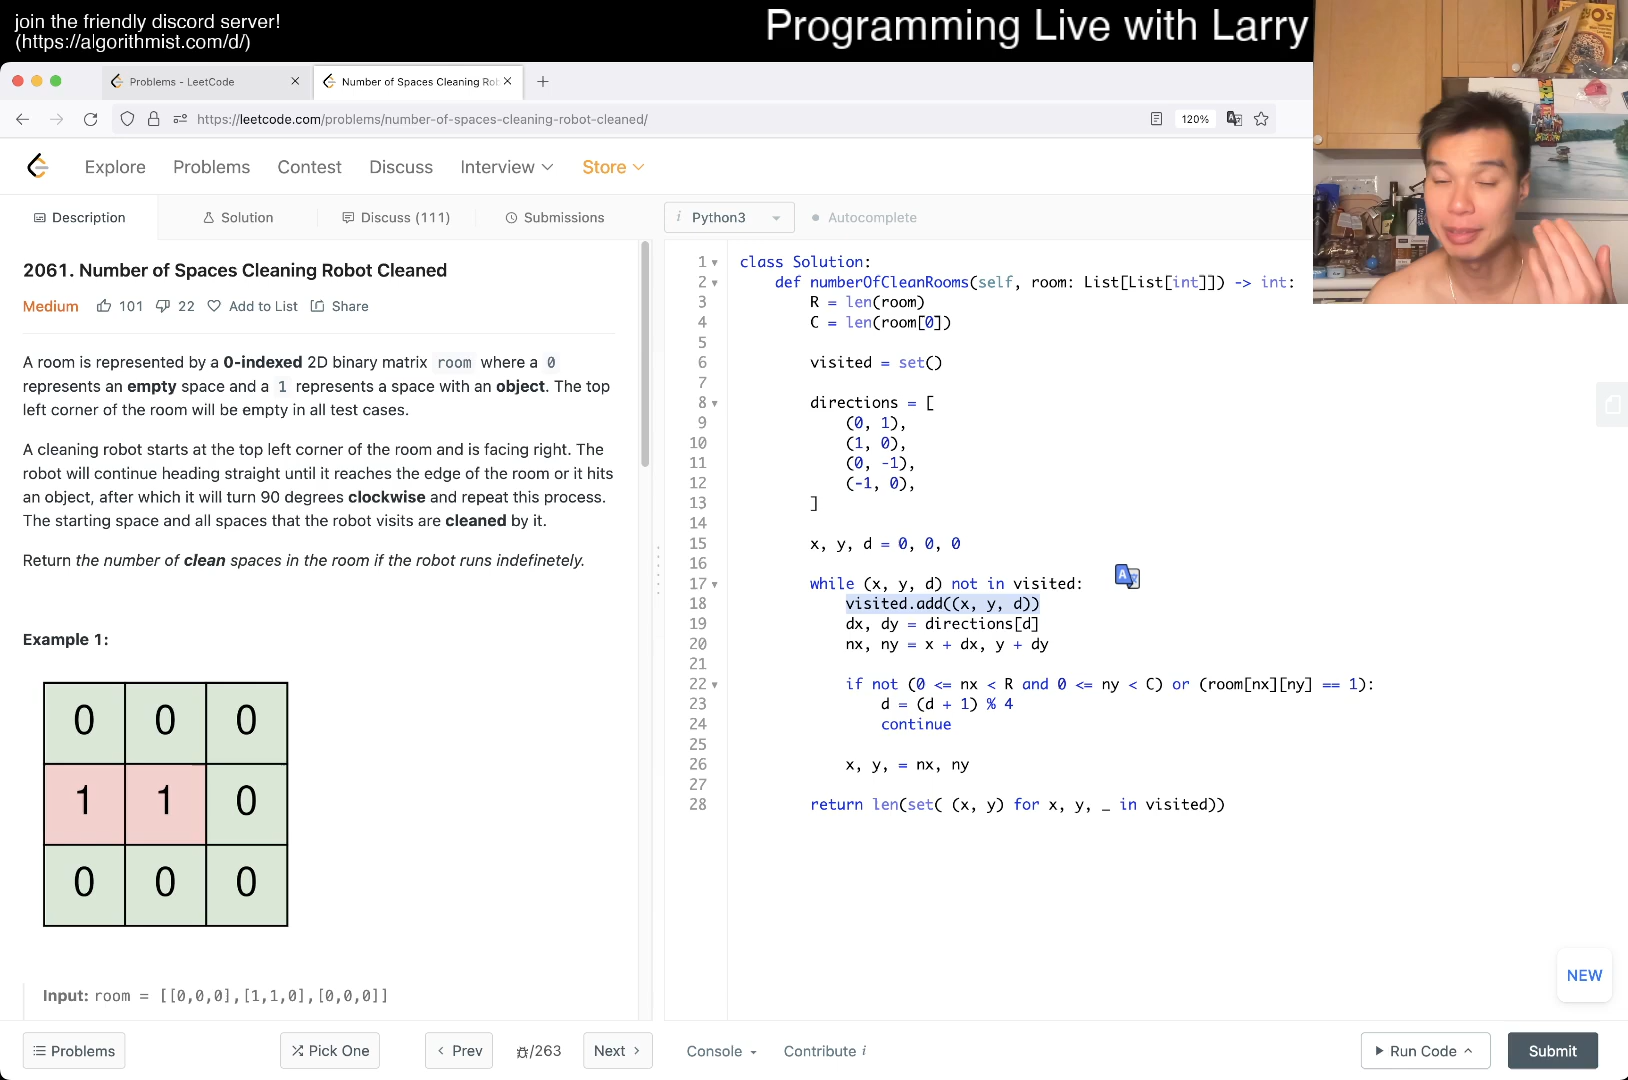 join the friendly discord server!
(https://algorithmist.com/d/)
Programming Live with Larry
Problems - LeetCode
Number of Spaces Cleaning Rob
https://leetcode.com/problems/number-of-spaces-cleaning-robot-cleaned/
120%
Explore
Problems
Contest
Discuss
Interview
Store
Description
Solution
Discuss (111)
Submissions
i Python3
Autocomplete
2061. Number of Spaces Cleaning Robot Cleaned
Medium
101
22
Add to List
Share
A room is represented by a 0-indexed 2D binary matrix room where a 0
represents an empty space and a 1 represents a space with an object. The top
left corner of the room will be empty in all test cases.
A cleaning robot starts at the top left corner of the room and is facing right. The
robot will continue heading straight until it reaches the edge of the room or it hits
an object, after which it will turn 90 degrees clockwise and repeat this process.
The starting space and all spaces that the robot visits are cleaned by it.
Return the number of clean spaces in the room if the robot runs indefinetely.
Example 1:
0 0 0
1 1 0
0 0 0
Input: room = [[0,0,0],[1,1,0],[0,0,0]]
1 class Solution:
2 def numberOfCleanRooms(self, room: List[List[int]]) -> int:
3 R = len(room)
4 C = len(room[0])
5
6 visited = set()
7
8 directions = [
9 (0, 1),
10 (1, 0),
11 (0, -1),
12 (-1, 0),
13 ]
14
15 x, y, d = 0, 0, 0
16
17 while (x, y, d) not in visited:
18 visited.add((x, y, d))
19 dx, dy = directions[d]
20 nx, ny = x + dx, y + dy
21
22 if not (0 <= nx < R and 0 <= ny < C) or (room[nx][ny] == 1):
23 d = (d + 1) % 4
24 continue
25
26 x, y, = nx, ny
27
28 return len(set( (x, y) for x, y, _ in visited))
NEW
Problems
Pick One
Prev
/263
Next
Console
Contribute i
Run Code
Submit